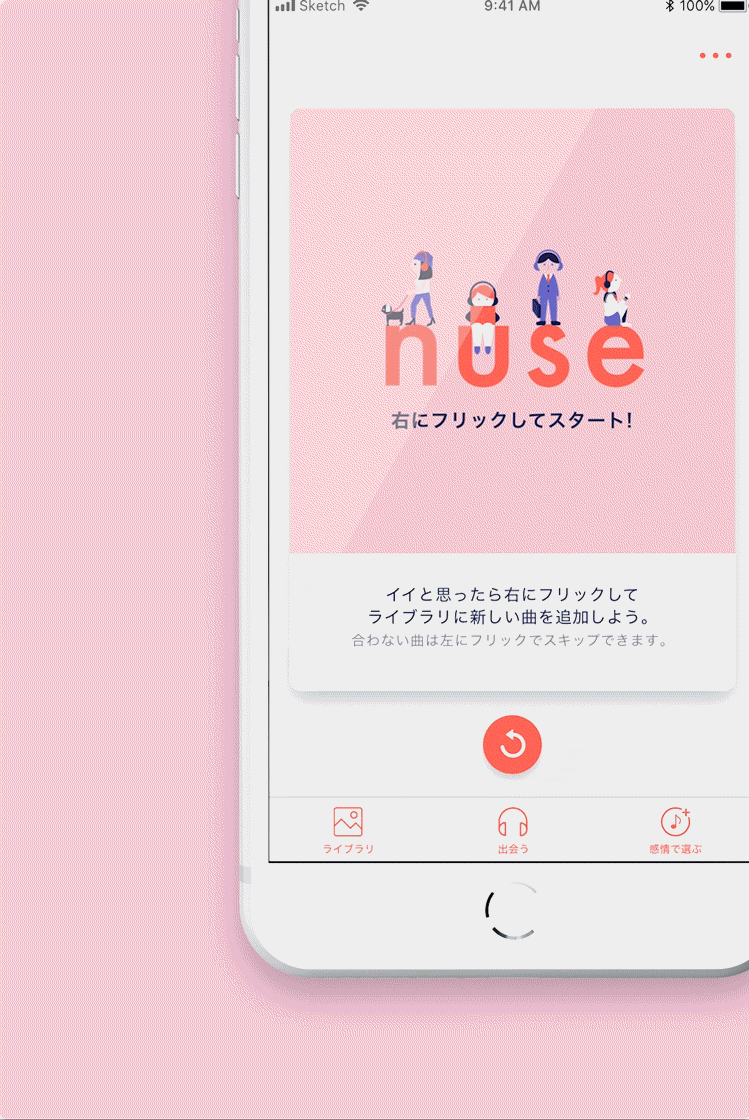 Sketch 9:41 AM 100%
nuse
右にフリックしてスタート!
イイと思ったら右にフリックして
ライブラリに新しい曲を追加しよう。
合わない曲は左にフリックでスキップできます。
ライブラリ 出会う 感情で選ぶ